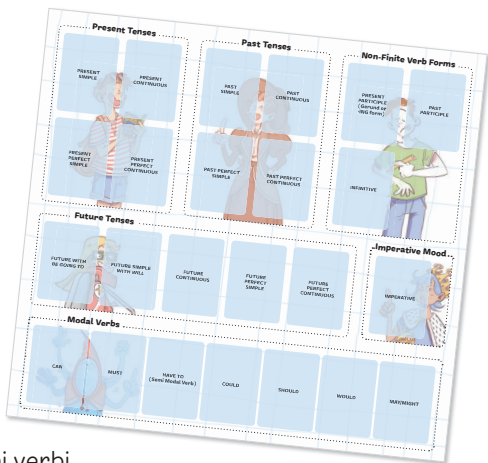 Present Tenses
PRESENT
SIMPLE
PRESENT
CONTINUOUS
PRESENT
PERFECT
SIMPLE
PRESENT
PERFECT
CONTINUOUS
Past Tenses
PAST
SIMPLE
PAST
CONTINUOUS
PAST PERFECT
SIMPLE
PAST PERFECT
CONTINUOUS
Non-Finite Verb Forms
PRESENT
PARTICIPLE
(Gerund or
-ING form)
PAST
PARTICIPLE
INFINITIVE
Future Tenses
FUTURE WITH
BE GOING TO
FUTURE SIMPLE
WITH WILL
FUTURE
CONTINUOUS
FUTURE
PERFECT
SIMPLE
FUTURE
PERFECT
CONTINUOUS
Imperative Mood
IMPERATIVE
Modal Verbs
CAN
MUST
HAVE TO
(Semi Modal Verb)
COULD
SHOULD
WOULD
MAY/MIGHT
verbi